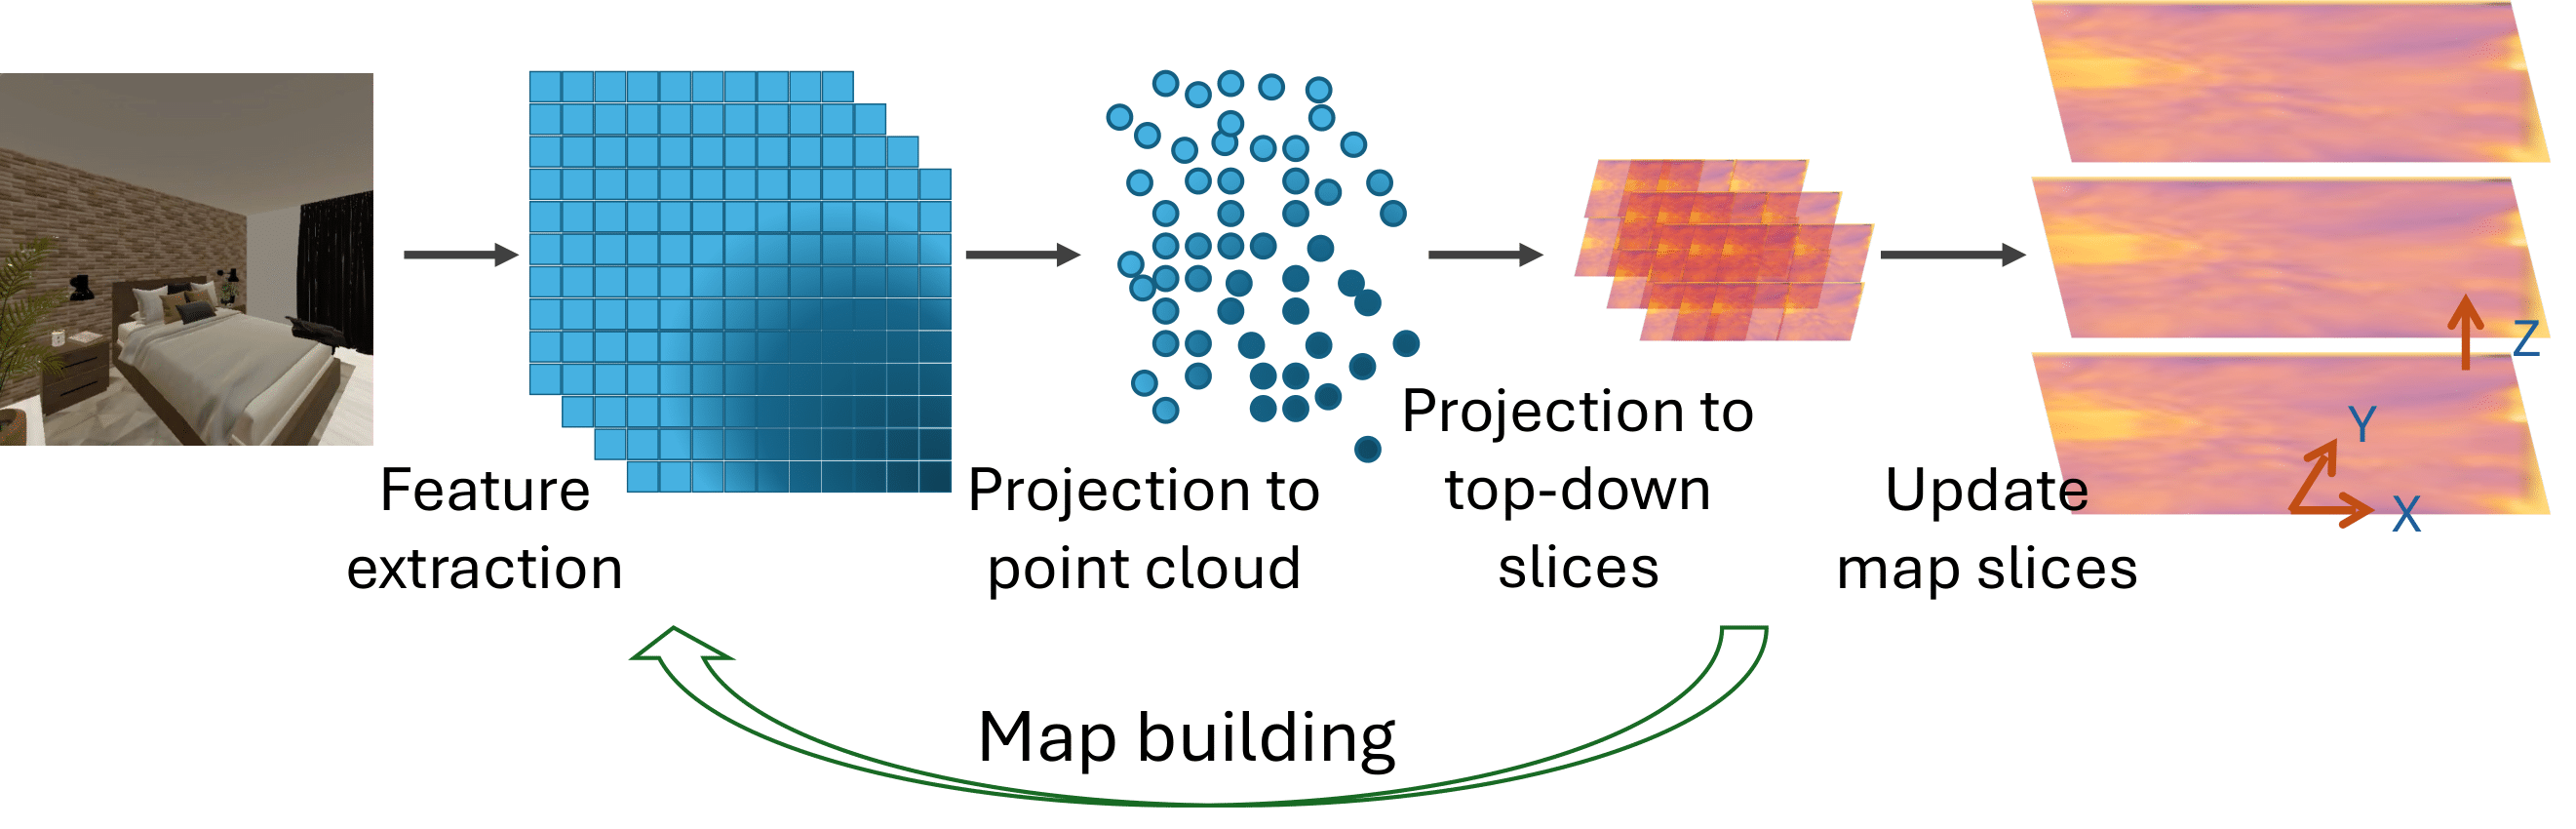 Feature
extraction
Projection to
point cloud
Projection to
top-down
slices
Update
map slices
Z
Y
X
Map building